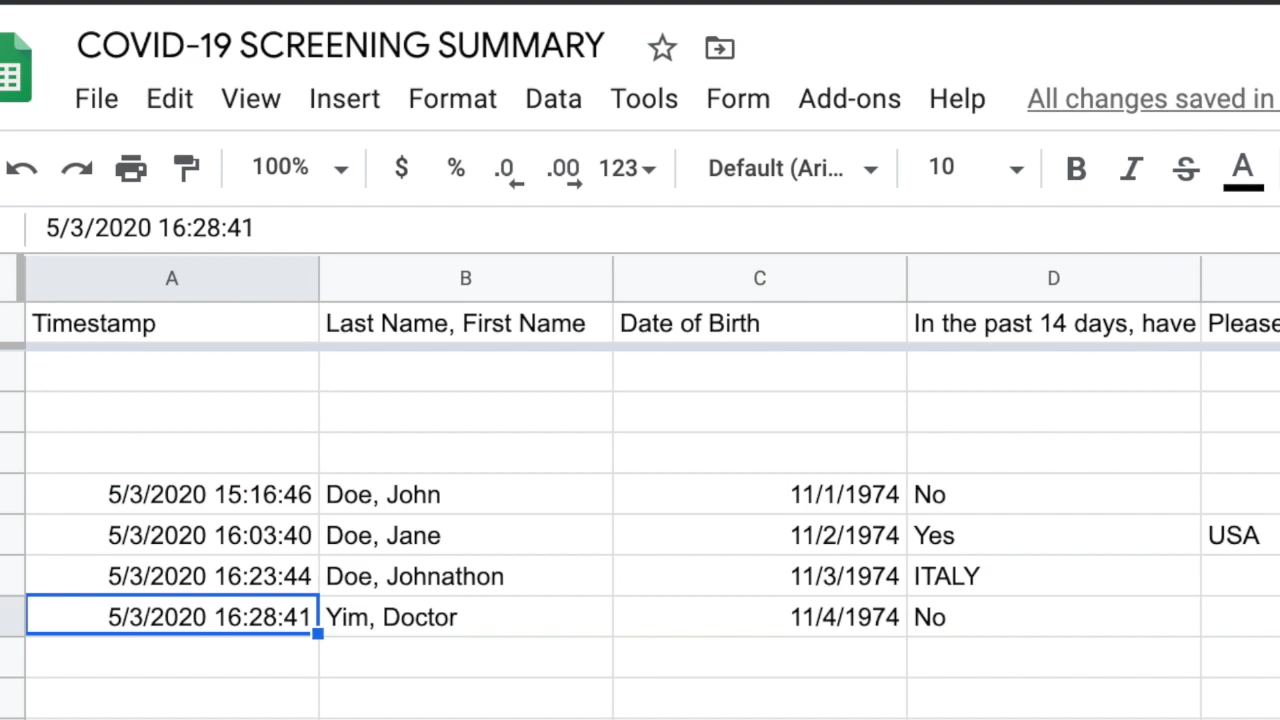 COVID-19 SCREENING SUMMARY
File Edit View Insert Format Data Tools Form Add-ons Help All changes saved in
100% $ % .0 .00 123 Default (Ari... 10 B I S A
5/3/2020 16:28:41
A B C D
Timestamp Last Name, First Name Date of Birth In the past 14 days, have Please
5/3/2020 15:16:46 Doe, John 11/1/1974 No
5/3/2020 16:03:40 Doe, Jane 11/2/1974 Yes USA
5/3/2020 16:23:44 Doe, Johnathon 11/3/1974 ITALY
5/3/2020 16:28:41 Yim, Doctor 11/4/1974 No